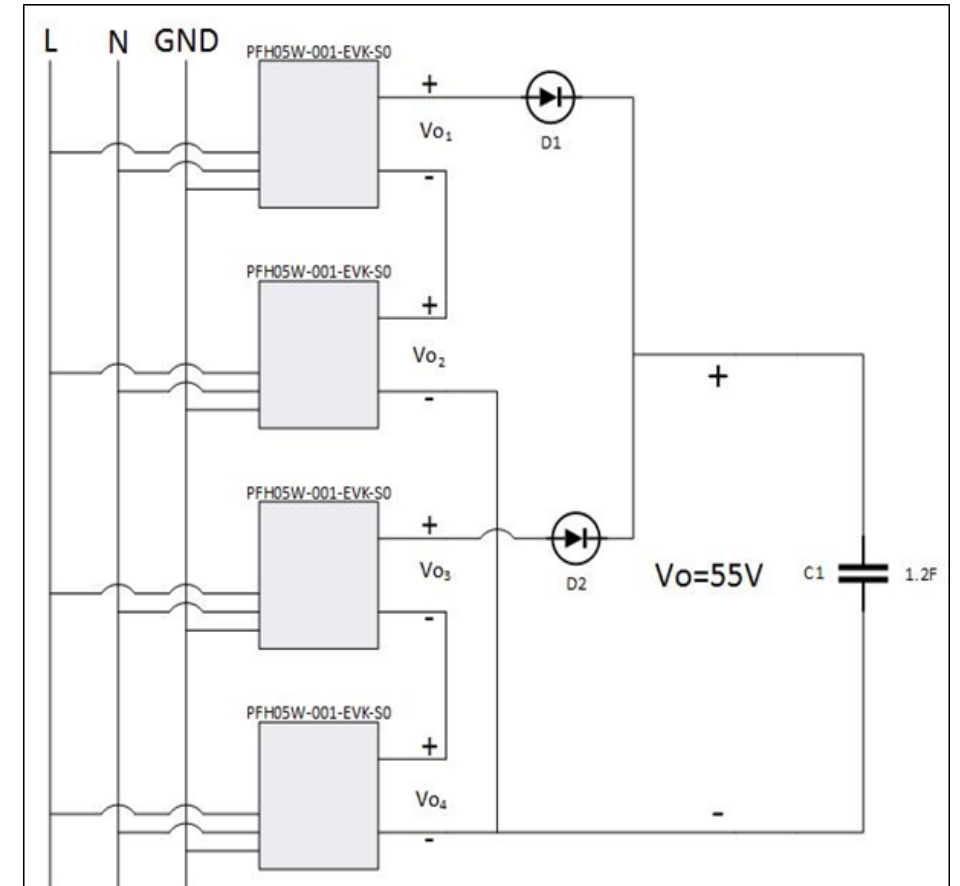 L N GND
PFH05W-001-EVK-S0
+
Vo₁
D1
-
PFH05W-001-EVK-S0
+
Vo₂
-
+
PFH05W-001-EVK-S0
+
Vo₃
D2
Vo=55V
C1
1.2F
-
PFH05W-001-EVK-S0
+
Vo₄
-
-